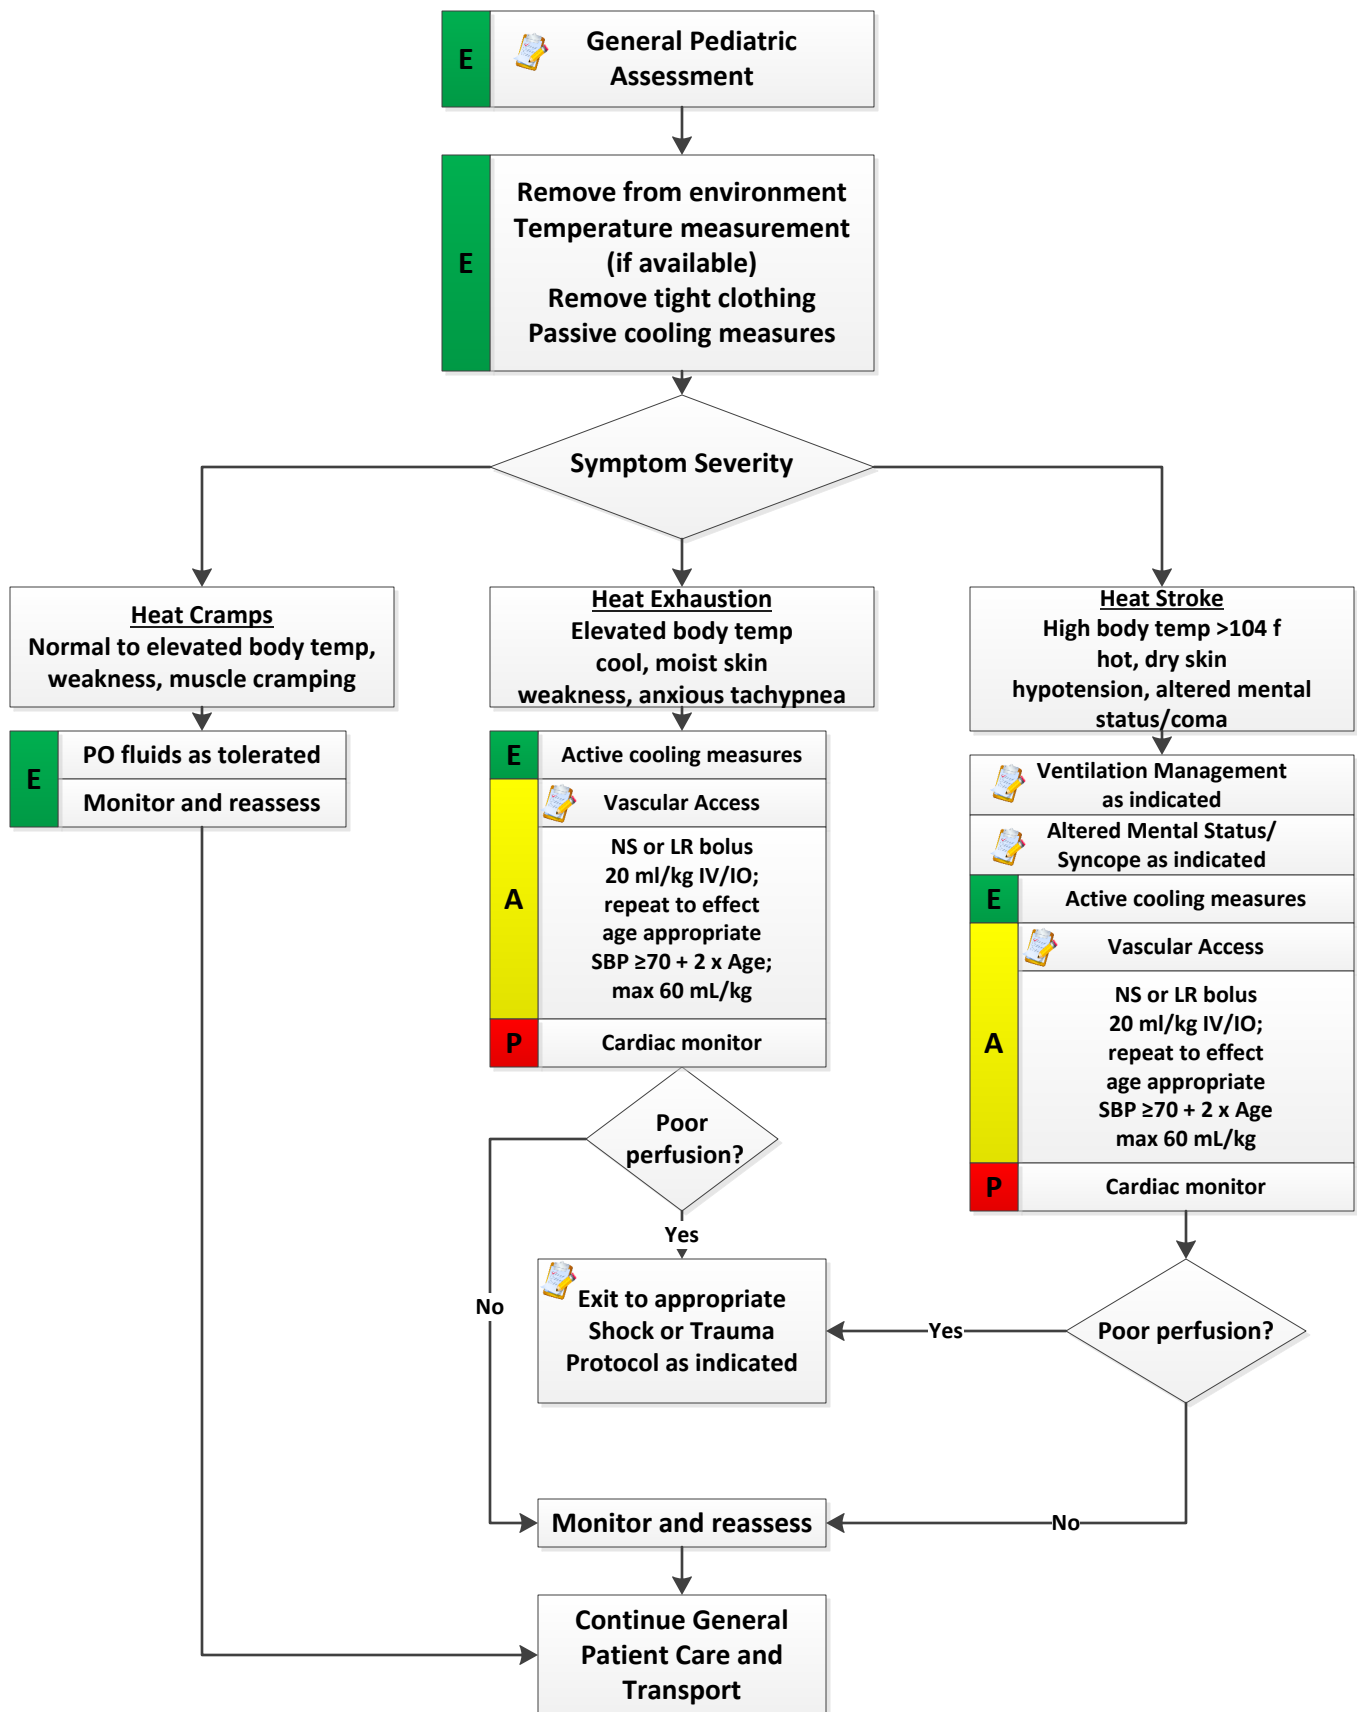 E
General Pediatric
Assessment
E
Remove from environment
Temperature measurement
(if available)
Remove tight clothing
Passive cooling measures
Symptom Severity
Heat Cramps
Normal to elevated body temp,
weakness, muscle cramping
E
PO fluids as tolerated
Monitor and reassess
Heat Exhaustion
Elevated body temp
cool, moist skin
weakness, anxious tachypnea
E
Active cooling measures
A
Vascular Access
NS or LR bolus
20 ml/kg IV/IO;
repeat to effect
age appropriate
SBP ≥70 + 2 x Age;
max 60 mL/kg
P
Cardiac monitor
Poor
perfusion?
Yes
No
Exit to appropriate
Shock or Trauma
Protocol as indicated
Heat Stroke
High body temp >104 f
hot, dry skin
hypotension, altered mental
status/coma
Ventilation Management
as indicated
Altered Mental Status/
Syncope as indicated
E
Active cooling measures
A
Vascular Access
NS or LR bolus
20 ml/kg IV/IO;
repeat to effect
age appropriate
SBP ≥70 + 2 x Age
max 60 mL/kg
P
Cardiac monitor
Poor perfusion?
Yes
No
Monitor and reassess
Continue General
Patient Care and
Transport